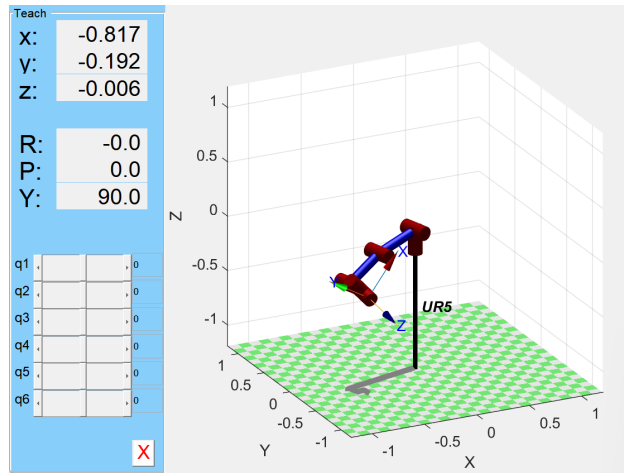 Teach
x: -0.817
y: -0.192
z: -0.006
R: -0.0
P: 0.0
Y: 90.0
q1 0
q2 0
q3 0
q4 0
q5 0
q6 0
X
1
0.5
0
-0.5
-1
Z
X
Y
Z
UR5
1
0.5
0
-0.5
-1
Y
-1
-0.5
0
0.5
1
X